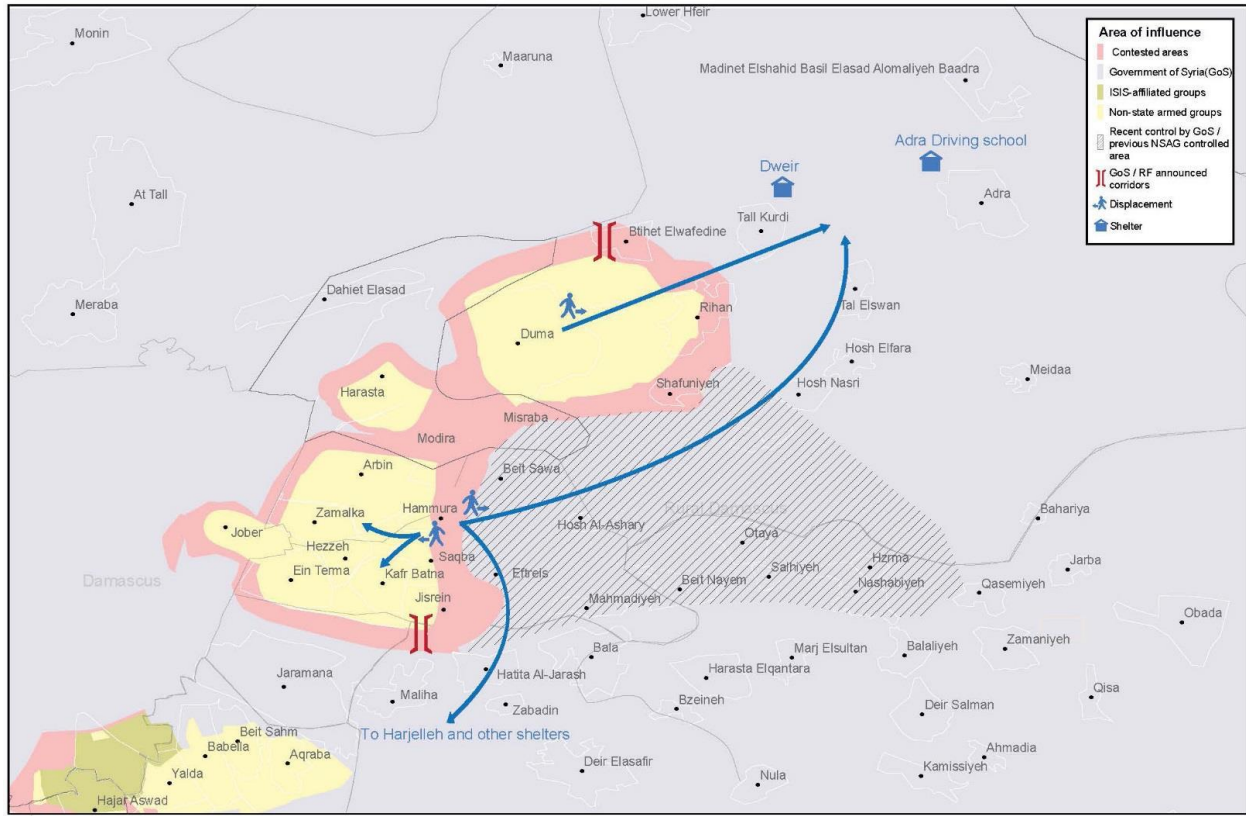 Lower Hfeir
Monin
Maaruna
Madinet Elshahid Basil Elasad Alomaliyeh Baadra
Area of influence
Contested areas
Government of Syria(GoS)
ISIS-affiliated groups
Non-state armed groups
Recent control by GoS /
previous NSAG controlled
area
GoS / RF announced
corridors
Displacement
Shelter
Adra Driving school
Dweir
At Tall
Adra
Tall Kurdi
Btihet Elwafedine
Dahiet Elasad
Meraba
Tal Elswan
Rihan
Duma
Hosh Elfara
Meidaa
Harasta
Shafuniyeh
Hosh Nasri
Misraba
Modira
Arbin
Beit Sawa
Zamalka
Hammura
Hosh Al-Ashary
Rural Damascus
Bahariya
Jober
Hezzeh
Otaya
Saqba
Hzrma
Jarba
Damascus
Ein Terma
Kafr Batna
Eftreis
Beit Nayem
Salhiyeh
Nashabiyeh
Qasemiyeh
Jisrein
Mahmadiyeh
Obada
Zamaniyeh
Bala
Marj Elsultan
Balaliyeh
Jaramana
Hatita Al-Jarash
Harasta Elqantara
Maliha
Zabadin
Bzeineh
Qisa
Deir Salman
To Harjelleh and other shelters
Beit Sahm
Babella
Aqraba
Ahmadia
Yalda
Deir Elasafir
Nula
Kamissiyeh
Hajar Aswad